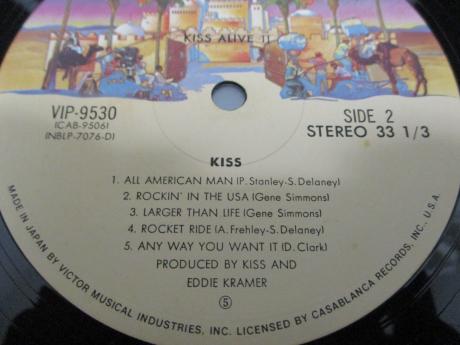 KISS ALIVE II
VIP-9530
(CAB-9506)
(NBLP-7076-D)
SIDE 2
STEREO 33 1/3
KISS
1. ALL AMERICAN MAN (P. Stanley-S. Delaney)
2. ROCKIN' IN THE USA (Gene Simmons)
3. LARGER THAN LIFE (Gene Simmons)
4. ROCKET RIDE (A. Frehley-S. Delaney)
5. ANY WAY YOU WANT IT (D. Clark)
PRODUCED BY KISS AND
EDDIE KRAMER
5
MADE IN JAPAN BY VICTOR MUSICAL INDUSTRIES, INC. LICENSED BY CASABLANCA RECORDS, INC., U.S.A.